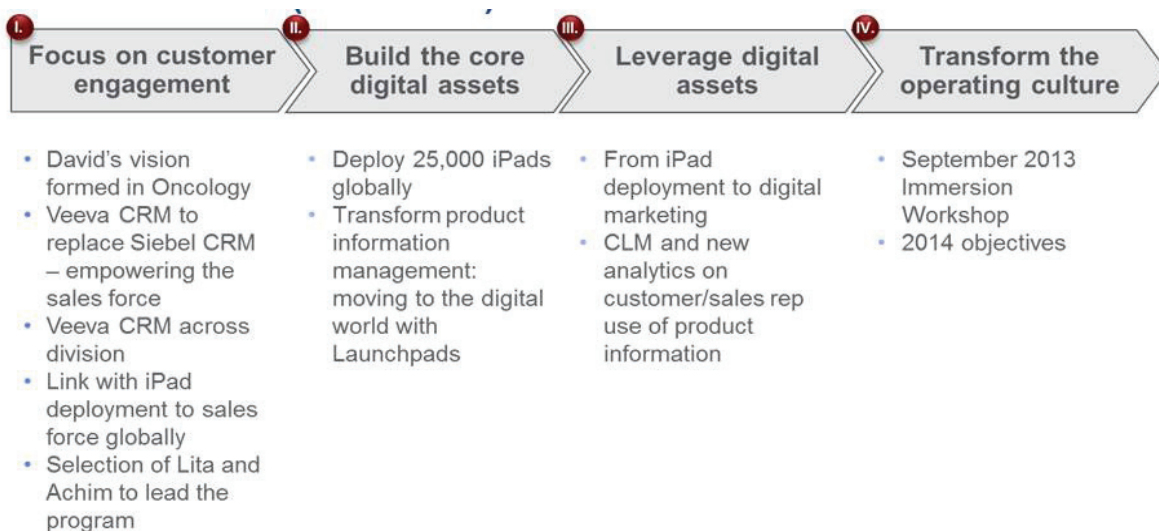 I.
Focus on customer
engagement
II.
Build the core
digital assets
III.
Leverage digital
assets
IV.
Transform the
operating culture
• David's vision
formed in Oncology
• Veeva CRM to
replace Siebel CRM
– empowering the
sales force
• Veeva CRM across
division
• Link with iPad
deployment to sales
force globally
• Selection of Lita and
Achim to lead the
program
• Deploy 25,000 iPads
globally
• Transform product
information
management:
moving to the digital
world with
Launchpads
• From iPad
deployment to digital
marketing
• CLM and new
analytics on
customer/sales rep
use of product
information
• September 2013
Immersion
Workshop
• 2014 objectives